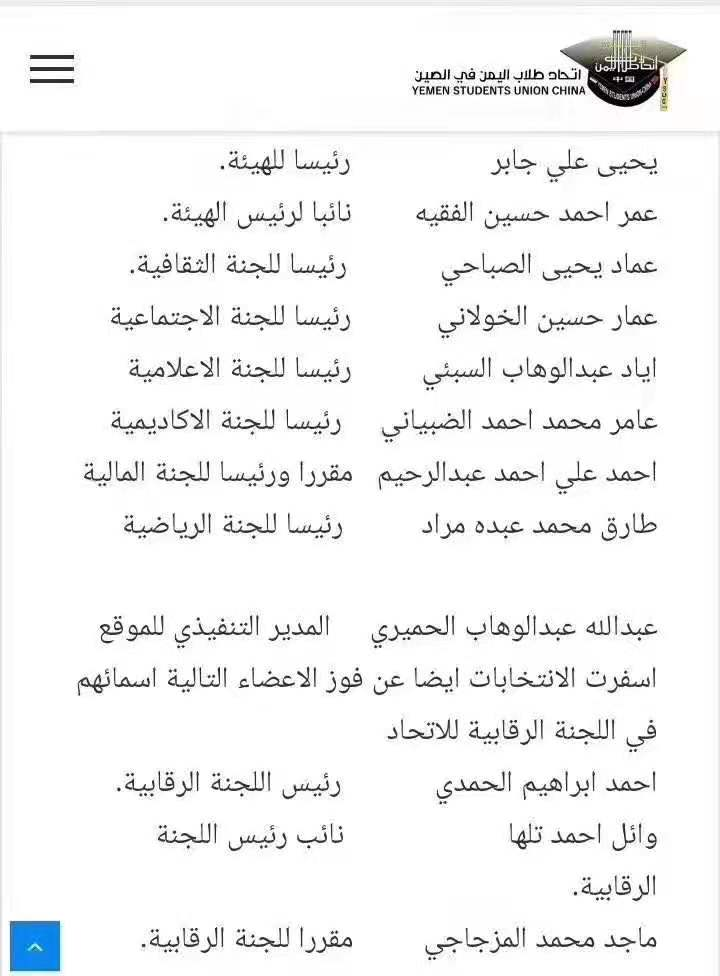 اتحاد طلاب اليمن في الصين
YEMEN STUDENTS UNION CHINA
يحيى علي جابر رئيسا للهيئة.
عمر احمد حسين الفقيه نائبا لرئيس الهيئة.
عماد يحيى الصباحي رئيسا للجنة الثقافية.
عمار حسين الخولاني رئيسا للجنة الاجتماعية
اياد عبدالوهاب السبئي رئيسا للجنة الاعلامية
عامر محمد احمد الضبياني رئيسا للجنة الاكاديمية
احمد علي احمد عبدالرحيم مقررا ورئيسا للجنة المالية
طارق محمد عبده مراد رئيسا للجنة الرياضية
عبدالله عبدالوهاب الحميري المدير التنفيذي للموقع
اسفرت الانتخابات ايضا عن فوز الاعضاء التالية اسمائهم
في اللجنة الرقابية للاتحاد
احمد ابراهيم الحمدي رئيس اللجنة الرقابية.
وائل احمد تلها نائب رئيس اللجنة
الرقابية.
ماجد محمد المزجاجي مقررا للجنة الرقابية.